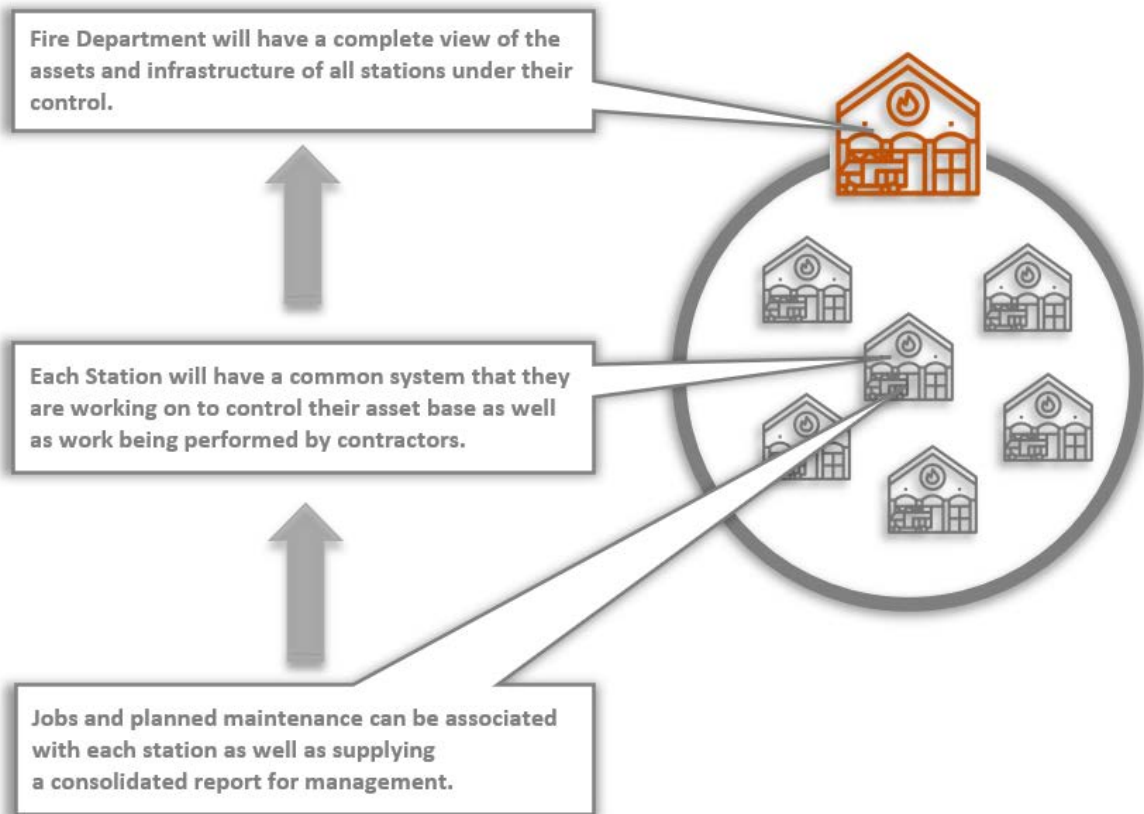 Fire Department will have a complete view of the
assets and infrastructure of all stations under their
control.
Each Station will have a common system that they
are working on to control their asset base as well
as work being performed by contractors.
Jobs and planned maintenance can be associated
with each station as well as supplying
a consolidated report for management.